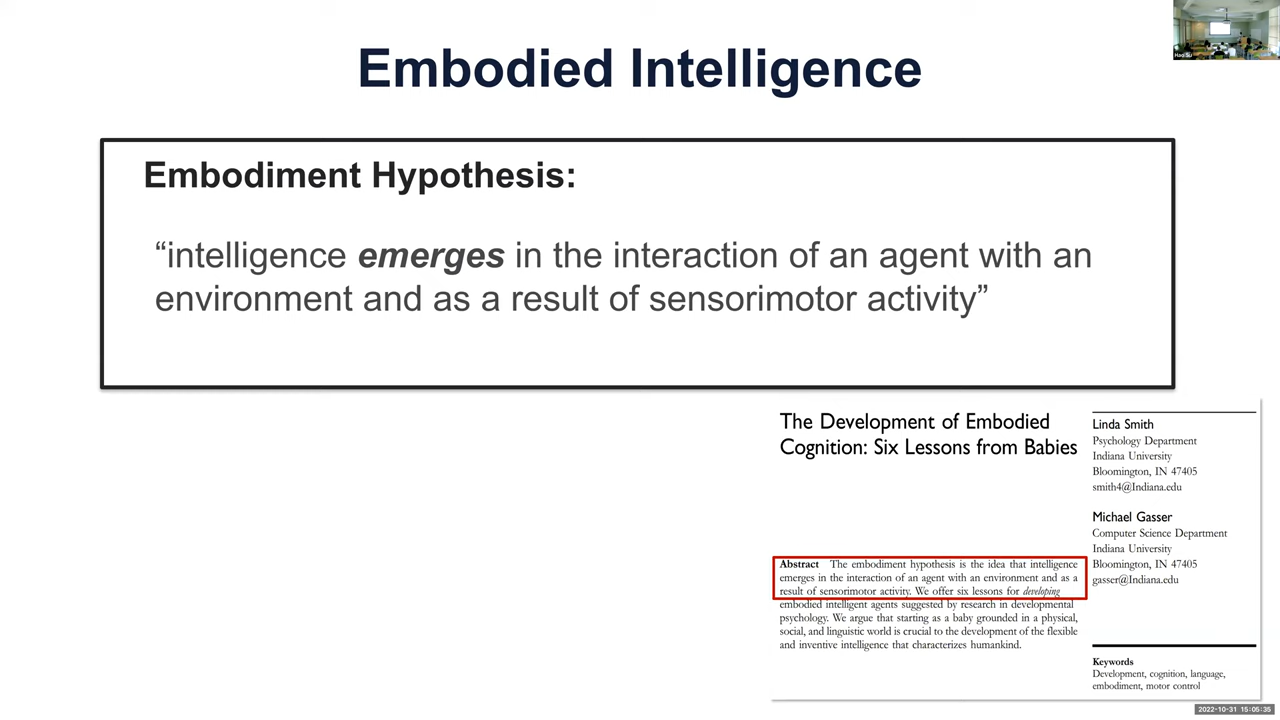 Embodied Intelligence
Embodiment Hypothesis:
“intelligence emerges in the interaction of an agent with an
environment and as a result of sensorimotor activity”
The Development of Embodied
Cognition: Six Lessons from Babies
Linda Smith
Psychology Department
Indiana University
Bloomington, IN 47405
smith4@Indiana.edu
Michael Gasser
Computer Science Department
Indiana University
Bloomington, IN 47405
gasser@Indiana.edu
Abstract The embodiment hypothesis is the idea that intelligence
emerges in the interaction of an agent with an environment and as a
result of sensorimotor activity. We offer six lessons for developing
embodied intelligent agents suggested by research in developmental
psychology. We argue that starting as a baby grounded in a physical,
social, and linguistic world is crucial to the development of the flexible
and inventive intelligence that characterizes humankind.
Keywords
Development, cognition, language,
embodiment, motor control
Hao Su
2022-10-31 15:05:35